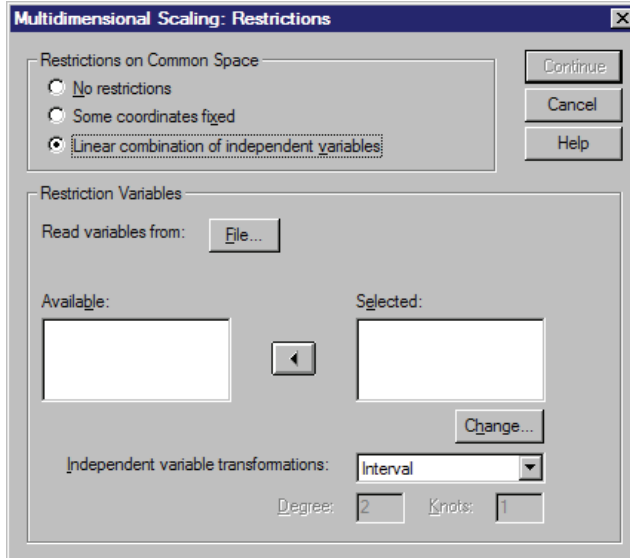 Multidimensional Scaling: Restrictions
Restrictions on Common Space
No restrictions
Some coordinates fixed
Linear combination of independent variables
Continue
Cancel
Help
Restriction Variables
Read variables from: File...
Available:
Selected:
Change...
Independent variable transformations: Interval
Degree: 2 Knots: 1